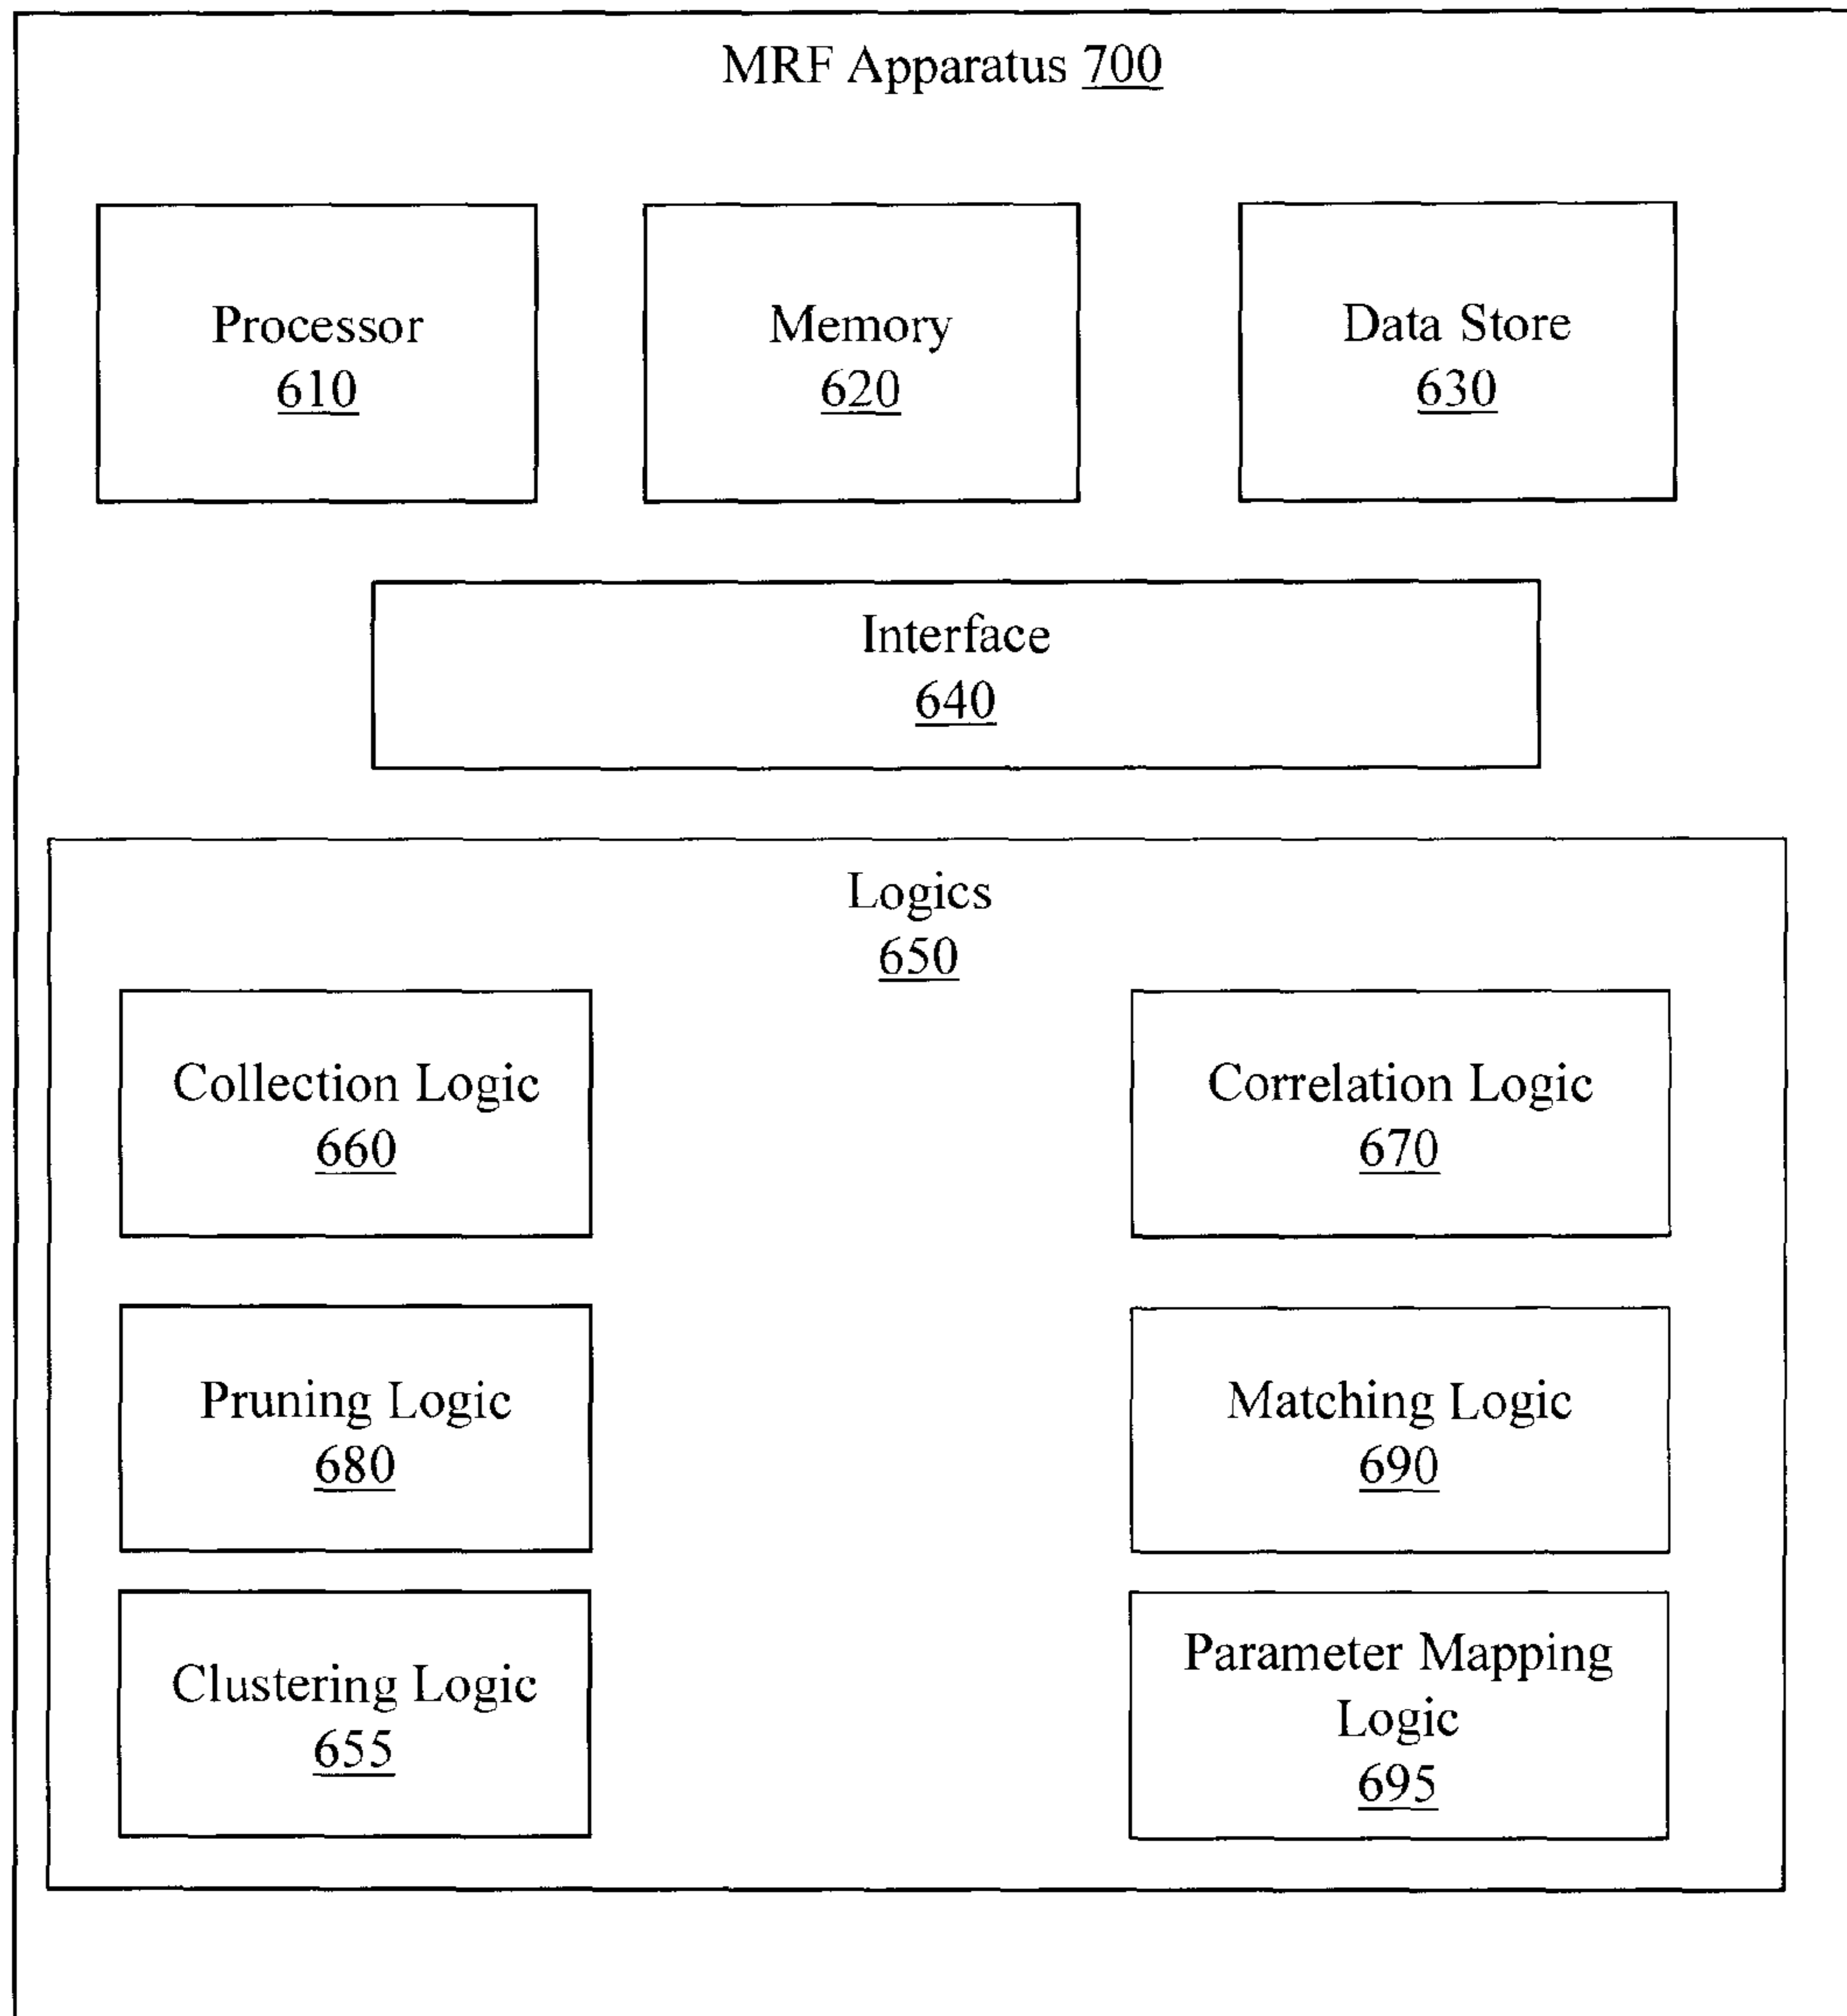 MRF Apparatus 700
Processor
610
Memory
620
Data Store
630
Interface
640
Logics
650
Collection Logic
660
Correlation Logic
670
Pruning Logic
680
Matching Logic
690
Clustering Logic
655
Parameter Mapping
Logic
695